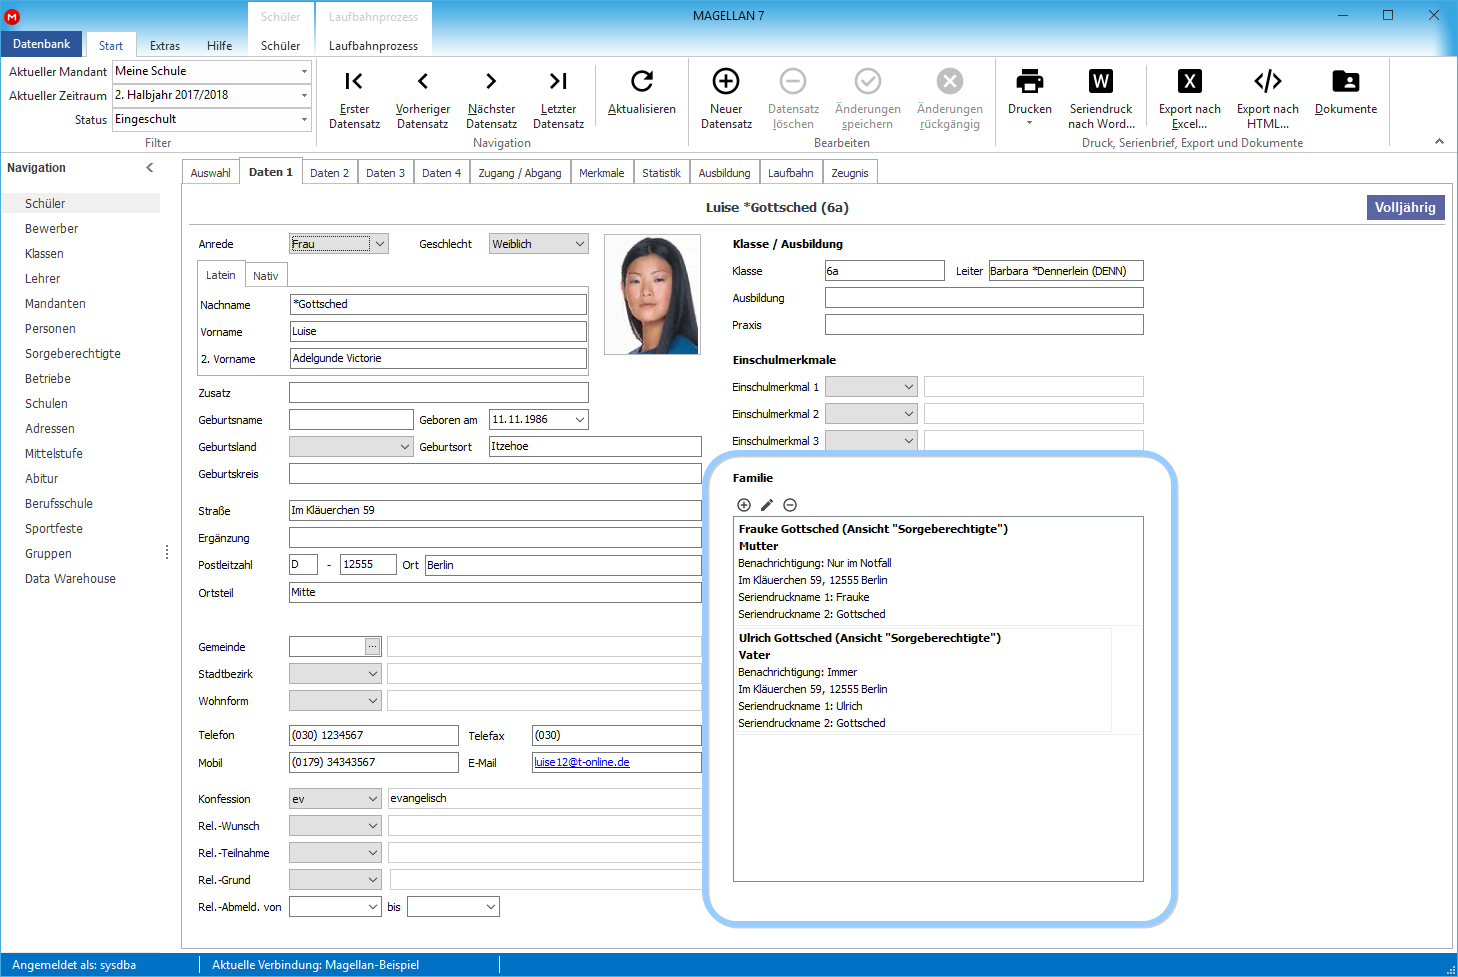 MAGELLAN 7
Schüler
Laufbahnprozess
Datenbank
Start
Extras
Hilfe
Schüler
Laufbahnprozess
Aktueller Mandant
Meine Schule
Aktueller Zeitraum
2. Halbjahr 2017/2018
Status
Eingeschult
Filter
Erster
Datensatz
Vorheriger
Datensatz
Nächster
Datensatz
Letzter
Datensatz
Aktualisieren
Navigation
Neuer
Datensatz
Datensatz
löschen
Änderungen
speichern
Änderungen
rückgängig
Bearbeiten
Drucken
Seriendruck
nach Word...
Export nach
Excel...
Export nach
HTML...
Dokumente
Druck, Serienbrief, Export und Dokumente
Navigation
Schüler
Bewerber
Klassen
Lehrer
Mandanten
Personen
Sorgeberechtigte
Betriebe
Schulen
Adressen
Mittelstufe
Abitur
Berufsschule
Sportfeste
Gruppen
Data Warehouse
Auswahl
Daten 1
Daten 2
Daten 3
Daten 4
Zugang / Abgang
Merkmale
Statistik
Ausbildung
Laufbahn
Zeugnis
Luise *Gottsched (6a)
Volljährig
Anrede
Frau
Geschlecht
Weiblich
Latein
Nativ
Nachname
*Gottsched
Vorname
Luise
2. Vorname
Adelgunde Victorie
Zusatz
Geburtsname
Geboren am
11.11.1986
Geburtsland
Geburtsort
Itzehoe
Geburtskreis
Straße
Im Kläuerchen 59
Ergänzung
Postleitzahl
D
-
12555
Ort
Berlin
Ortsteil
Mitte
Gemeinde
...
Stadtbezirk
Wohnform
Telefon
(030) 1234567
Telefax
(030)
Mobil
(0179) 34343567
E-Mail
luise12@t-online.de
Konfession
ev
evangelisch
Rel.-Wunsch
Rel.-Teilnahme
Rel.-Grund
Rel.-Abmeld. von
bis
Klasse / Ausbildung
Klasse
6a
Leiter
Barbara *Dennerlein (DENN)
Ausbildung
Praxis
Einschulmerkmale
Einschulmerkmal 1
Einschulmerkmal 2
Einschulmerkmal 3
Familie
Frauke Gottsched (Ansicht "Sorgeberechtigte")
Mutter
Benachrichtigung: Nur im Notfall
Im Kläuerchen 59, 12555 Berlin
Seriendruckname 1: Frauke
Seriendruckname 2: Gottsched
Ulrich Gottsched (Ansicht "Sorgeberechtigte")
Vater
Benachrichtigung: Immer
Im Kläuerchen 59, 12555 Berlin
Seriendruckname 1: Ulrich
Seriendruckname 2: Gottsched
Angemeldet als: sysdba
Aktuelle Verbindung: Magellan-Beispiel